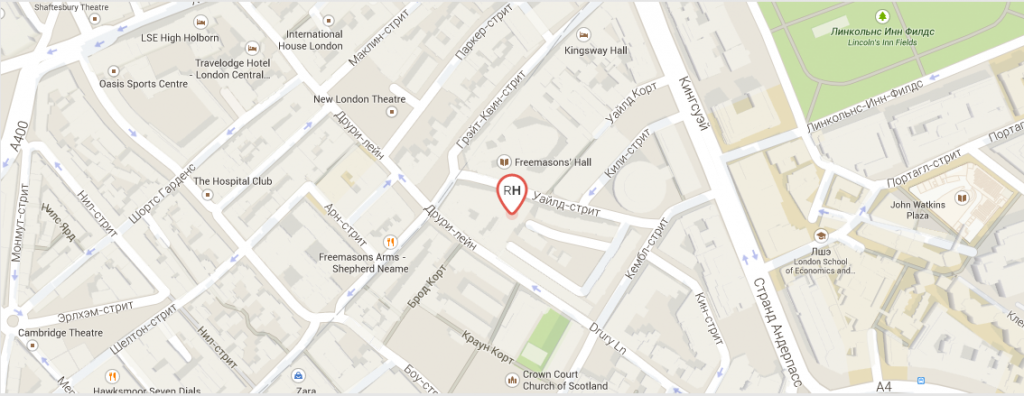 Shaftesbury Theatre
LSE High Holborn
International
House London
Маклин-стрит
Паркер-стрит
Kingsway Hall
Линкольнс Инн Филдс
Lincoln's Inn Fields
Travelodge Hotel
- London Central...
Oasis Sports Centre
New London Theatre
Грэйт-Квин-стрит
Уайлд Корт
Кингсуэй
Линкольнс-Инн-Филдс
А400
Друри-лейн
Freemasons' Hall
Кили-стрит
Портагл-стрит
Портагл-
The Hospital Club
Шортс Гарденс
Нил-стрит
Нилс Ярд
Монмут-стрит
RH
Уайлд-стрит
John Watkins
Plaza
Арн-стрит
Друри-лейн
Freemasons Arms -
Shepherd Neame
Кембл-стрит
Лшэ
London School
of Economics and...
Брод Корт
Эрлхэм-стрит
Cambridge Theatre
Шелтон-стрит
Нил-стрит
Краун Корт
Drury Ln
Кин-стрит
Странд Андерпасс
Кле
Hawksmoor Seven Dials
Zara
Боу-стрит
Crown Court
Church of Scotland
А4